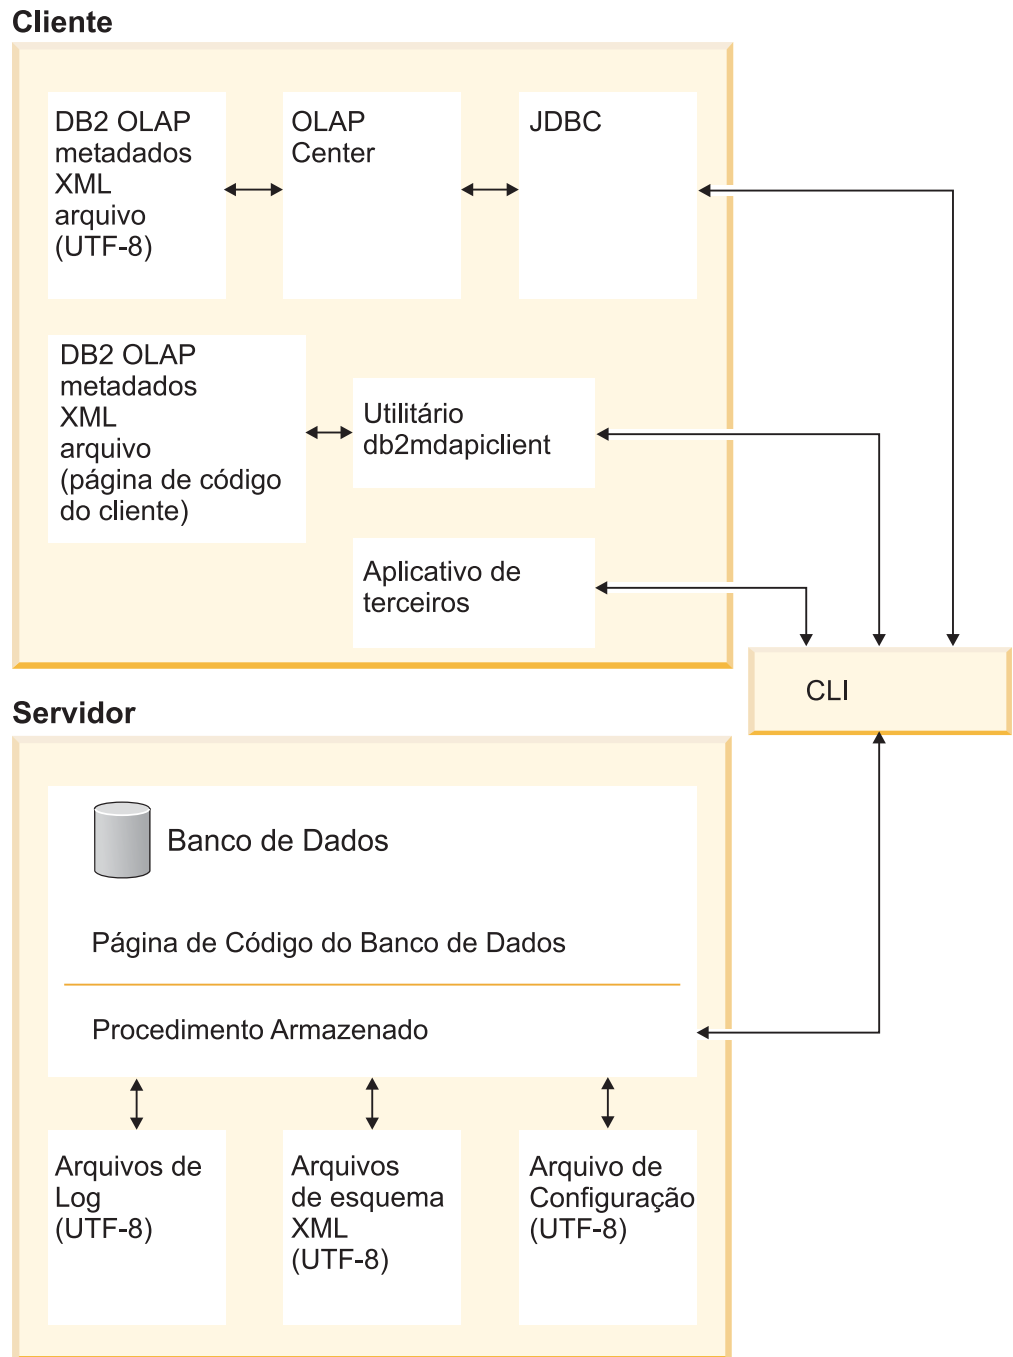 Cliente
DB2 OLAP
metadados
XML
arquivo
(UTF-8)
OLAP
Center
JDBC
DB2 OLAP
metadados
XML
arquivo
(página de código
do cliente)
Utilitário
db2mdapiclient
Aplicativo de
terceiros
CLI
Servidor
Banco de Dados
Página de Código do Banco de Dados
Procedimento Armazenado
Arquivos de
Log
(UTF-8)
Arquivos
de esquema
XML
(UTF-8)
Arquivo de
Configuração
(UTF-8)